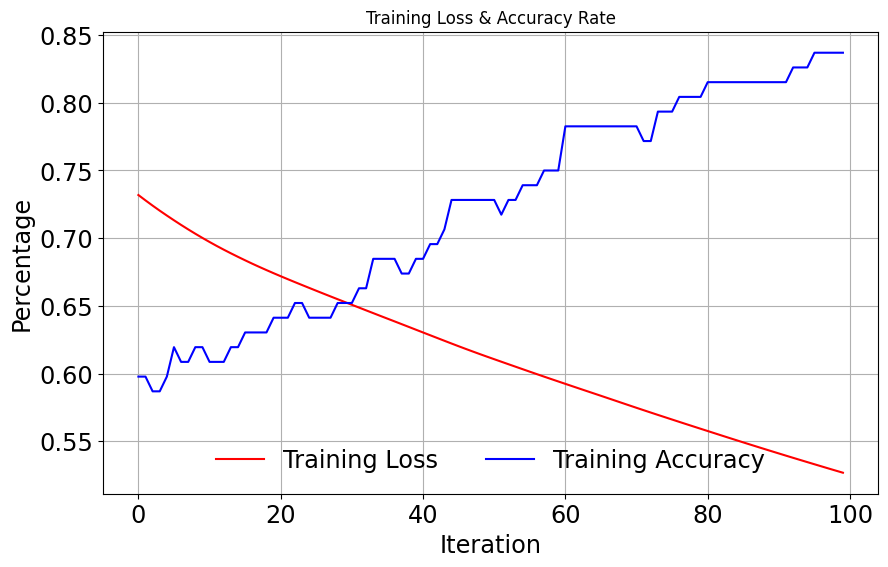 Training Loss & Accuracy Rate
0.85
0.80
0.75
0.70
0.65
0.60
0.55
Percentage
Training Loss Training Accuracy
0 20 40 60 80 100
Iteration